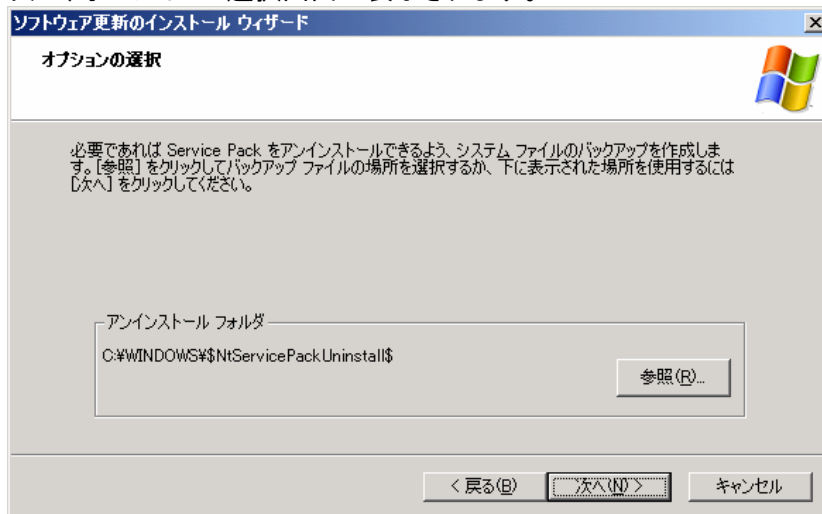 ソフトウェア更新のインストール ウィザード
オプションの選択
必要であれば Service Pack をアンインストールできるよう、システム ファイルのバックアップを作成しま
す。[参照] をクリックしてバックアップ ファイルの場所を選択するか、下に表示された場所を使用するには
[次へ] をクリックしてください。
アンインストール フォルダ
C:¥WINDOWS¥$NtServicePackUninstall$
参照(R)...
< 戻る(B)
次へ(N) >
キャンセル